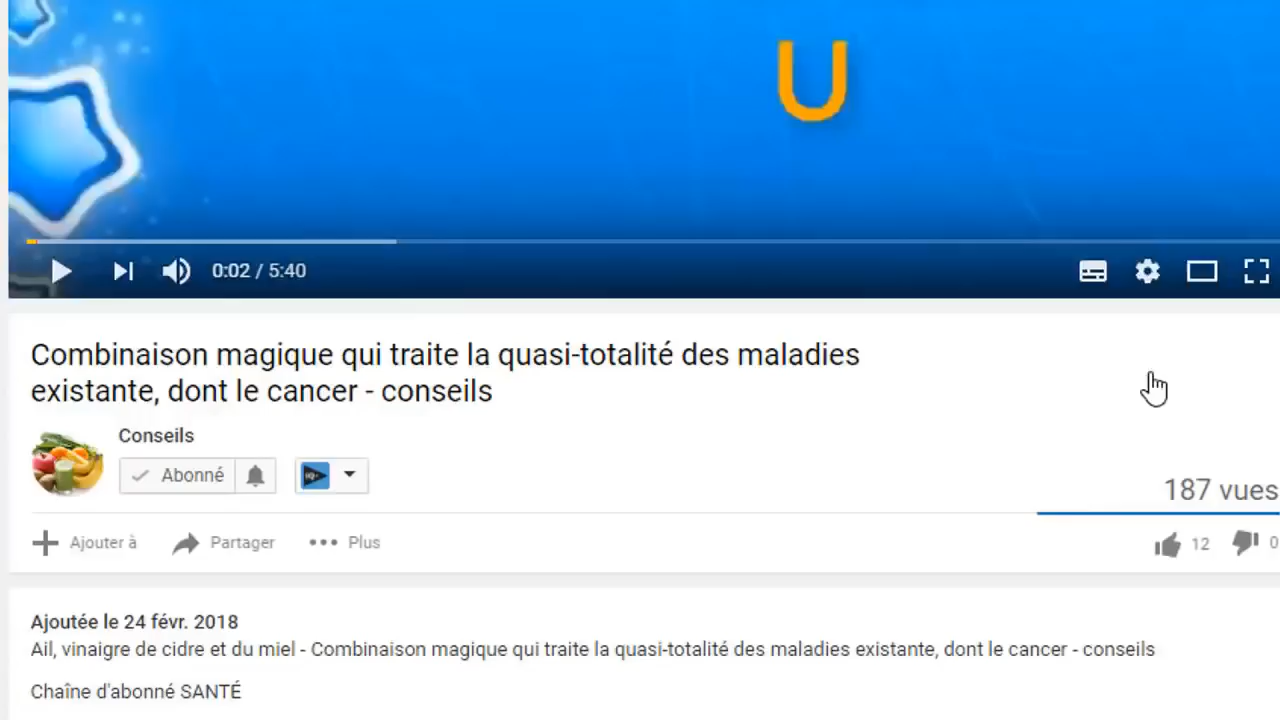 U
0:02 / 5:40
Combinaison magique qui traite la quasi-totalité des maladies
existante, dont le cancer - conseils
Conseils
Abonné
187 vues
Ajouter à
Partager
Plus
12
0
Ajoutée le 24 févr. 2018
Ail, vinaigre de cidre et du miel - Combinaison magique qui traite la quasi-totalité des maladies existante, dont le cancer - conseils
Chaîne d'abonné SANTÉ